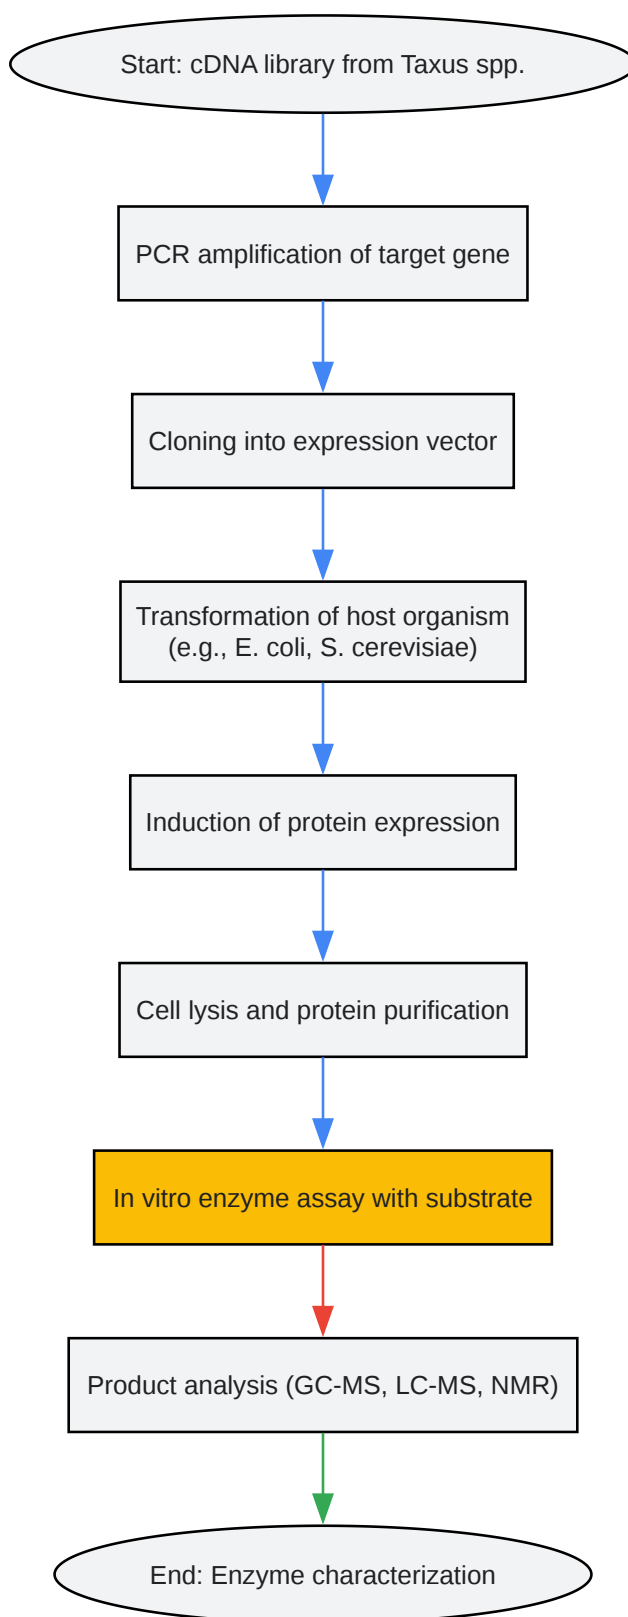 Start: cDNA library from Taxus spp.
PCR amplification of target gene
Cloning into expression vector
Transformation of host organism
(e.g., E. coli, S. cerevisiae)
Induction of protein expression
Cell lysis and protein purification
In vitro enzyme assay with substrate
Product analysis (GC-MS, LC-MS, NMR)
End: Enzyme characterization